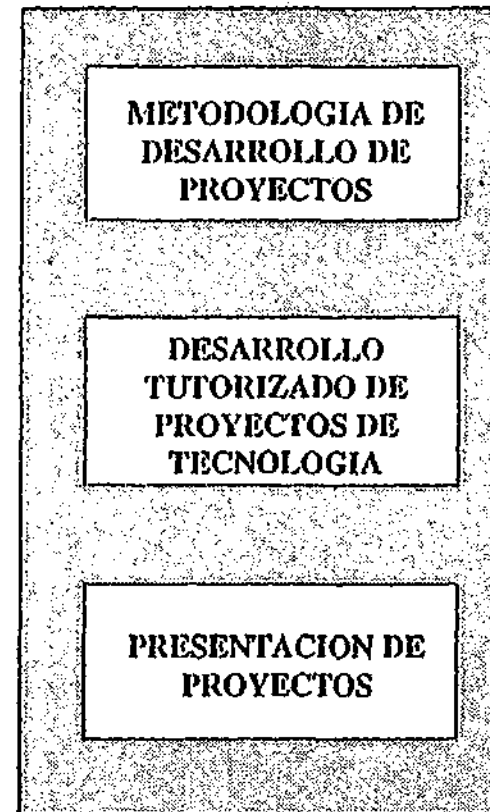 METODOLOGIA DE
DESARROLLO DE
PROYECTOS
DESARROLLO
TUTORIZADO DE
PROYECTOS DE
TECNOLOGIA
PRESENTACION DE
PROYECTOS